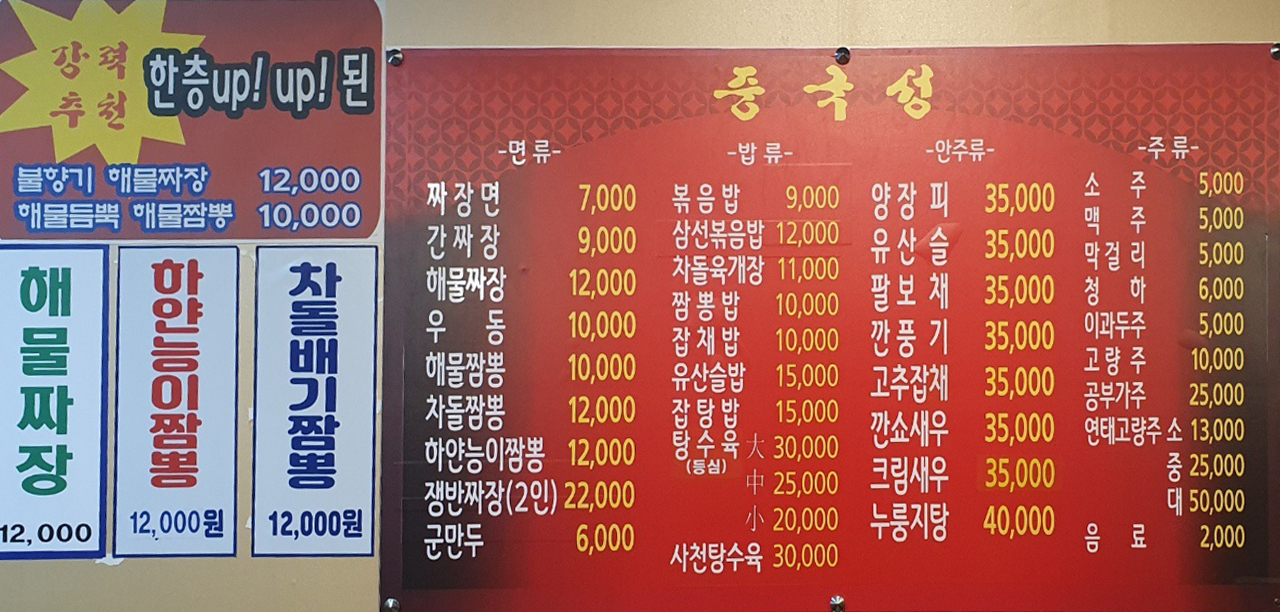 강력
추천
한층up! up! 된
불향기 해물짜장 12,000
해물듬뿍 해물짬뽕 10,000
해물짜장
12,000
하얀능이짬뽕
12,000원
차돌배기짬뽕
12,000원
중국성
-면 류-
짜장면 7,000
간짜장 9,000
해물짜장 12,000
우 동 10,000
해물짬뽕 10,000
차돌짬뽕 12,000
하얀능이짬뽕 12,000
쟁반짜장(2인) 22,000
군만두 6,000
-밥 류-
볶음밥 9,000
삼선볶음밥 12,000
차돌육개장 11,000
짬뽕밥 10,000
잡채밥 10,000
유산슬밥 15,000
잡탕밥 15,000
탕수육 大 30,000
(등심)
中 25,000
小 20,000
사천탕수육 30,000
-안주류-
양장피 35,000
유산슬 35,000
팔보채 35,000
깐풍기 35,000
고추잡채 35,000
깐쇼새우 35,000
크림새우 35,000
누룽지탕 40,000
-주 류-
소 주 5,000
맥 주 5,000
막걸리 5,000
청 하 6,000
이과두주 5,000
고량주 10,000
공부가주 25,000
연태고량주 소 13,000
중 25,000
대 50,000
음 료 2,000